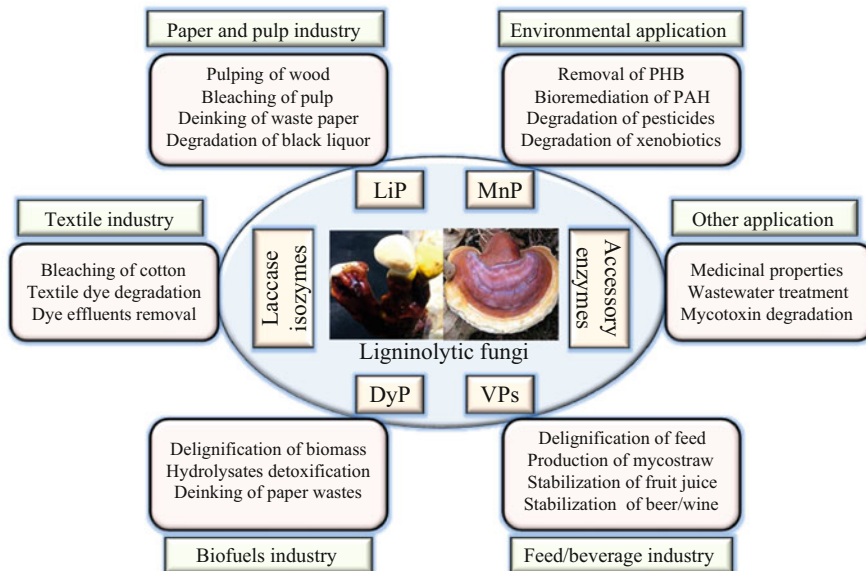 Paper and pulp industry
Pulping of wood
Bleaching of pulp
Deinking of waste paper
Degradation of black liquor
Environmental application
Removal of PHB
Bioremediation of PAH
Degradation of pesticides
Degradation of xenobiotics
LiP
MnP
Textile industry
Bleaching of cotton
Textile dye degradation
Dye effluents removal
Laccase
isozymes
Accessory
enzymes
Other application
Medicinal properties
Wastewater treatment
Mycotoxin degradation
Ligninolytic fungi
DyP
VPs
Delignification of biomass
Hydrolysates detoxification
Deinking of paper wastes
Biofuels industry
Delignification of feed
Production of mycostraw
Stabilization of fruit juice
Stabilization of beer/wine
Feed/beverage industry